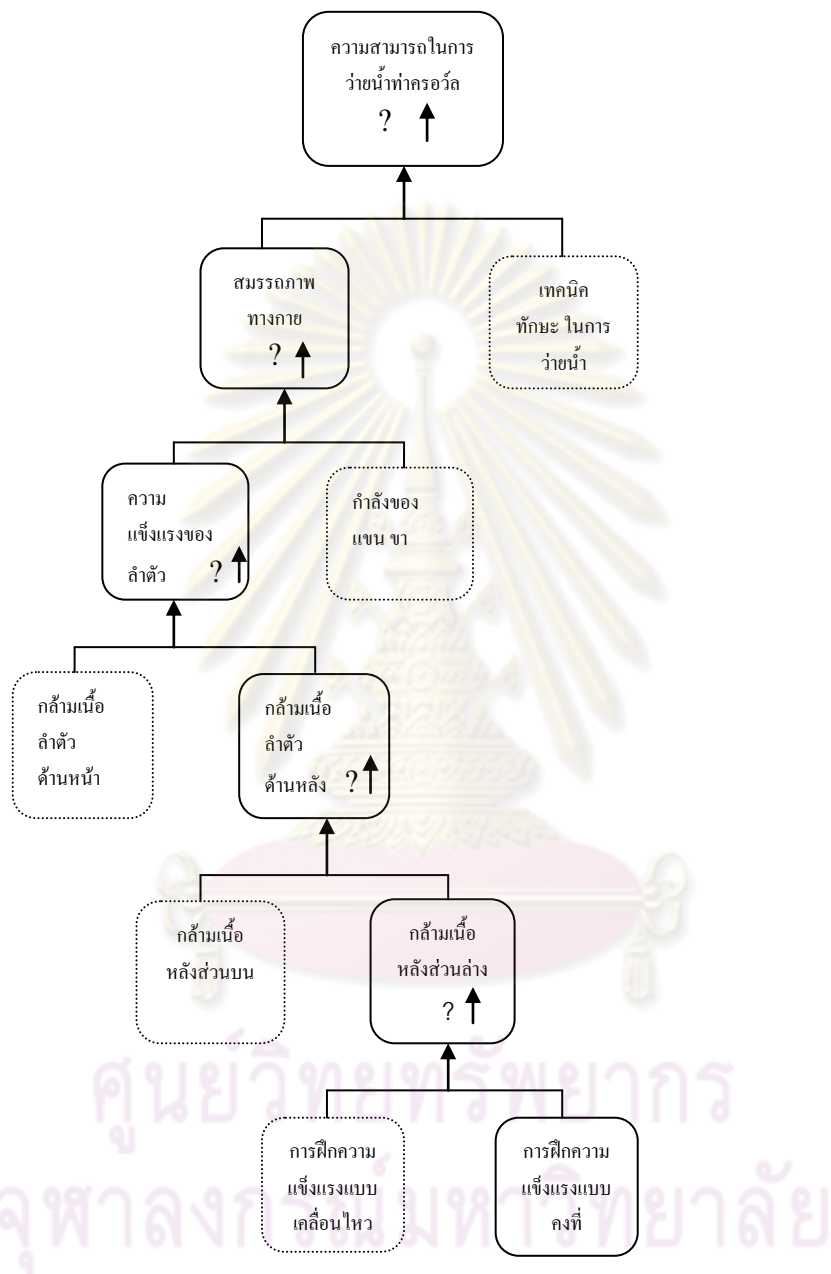 ความสามารถในการ
ว่ายน้ำท่าครอว์ล
?
สมรรถภาพ
ทางกาย
?
เทคนิค
ทักษะ ในการ
ว่ายน้ำ
ความ
แข็งแรงของ
ลำตัว ?
กำลังของ
แขน ขา
กล้ามเนื้อ
ลำตัว
ด้านหน้า
กล้ามเนื้อ
ลำตัว
ด้านหลัง ?
กล้ามเนื้อ
หลังส่วนบน
กล้ามเนื้อ
หลังส่วนล่าง
?
การฝึกความ
แข็งแรงแบบ
เคลื่อนไหว
การฝึกความ
แข็งแรงแบบ
คงที่
ศูนย์วิทยทรัพยากร
จุฬาลงกรณ์มหาวิทยาลัย